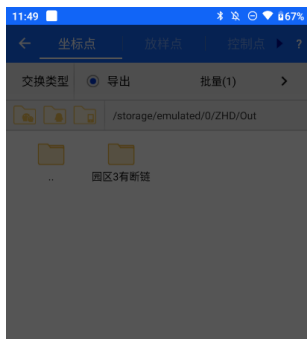 11:49 67%
坐标点 放样点 控制点 ?
交换类型 导出 批量(1)
/storage/emulated/0/ZHD/Out
.. 园区3有断链